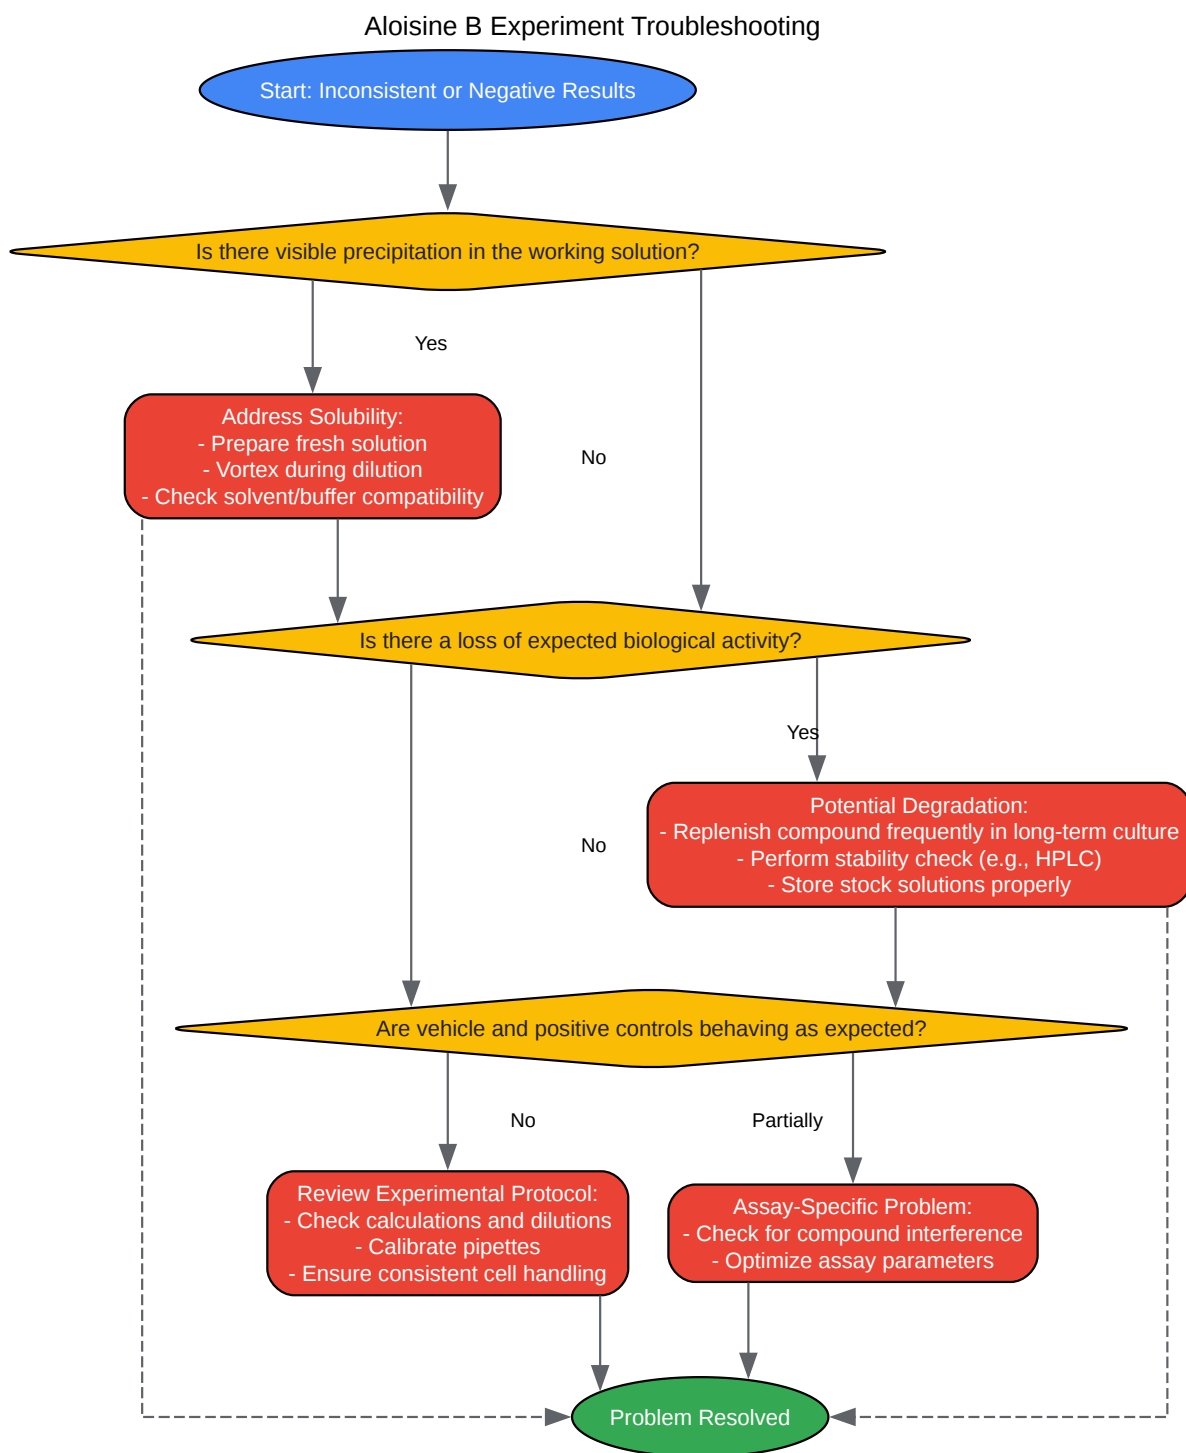 Aloisine B Experiment Troubleshooting
Start: Inconsistent or Negative Results
Is there visible precipitation in the working solution?
Yes
Address Solubility:
- Prepare fresh solution
- Vortex during dilution
- Check solvent/buffer compatibility
No
Is there a loss of expected biological activity?
Yes
Potential Degradation:
- Replenish compound frequently in long-term culture
- Perform stability check (e.g., HPLC)
- Store stock solutions properly
No
Are vehicle and positive controls behaving as expected?
No
Partially
Review Experimental Protocol:
- Check calculations and dilutions
- Calibrate pipettes
- Ensure consistent cell handling
Assay-Specific Problem:
- Check for compound interference
- Optimize assay parameters
Problem Resolved